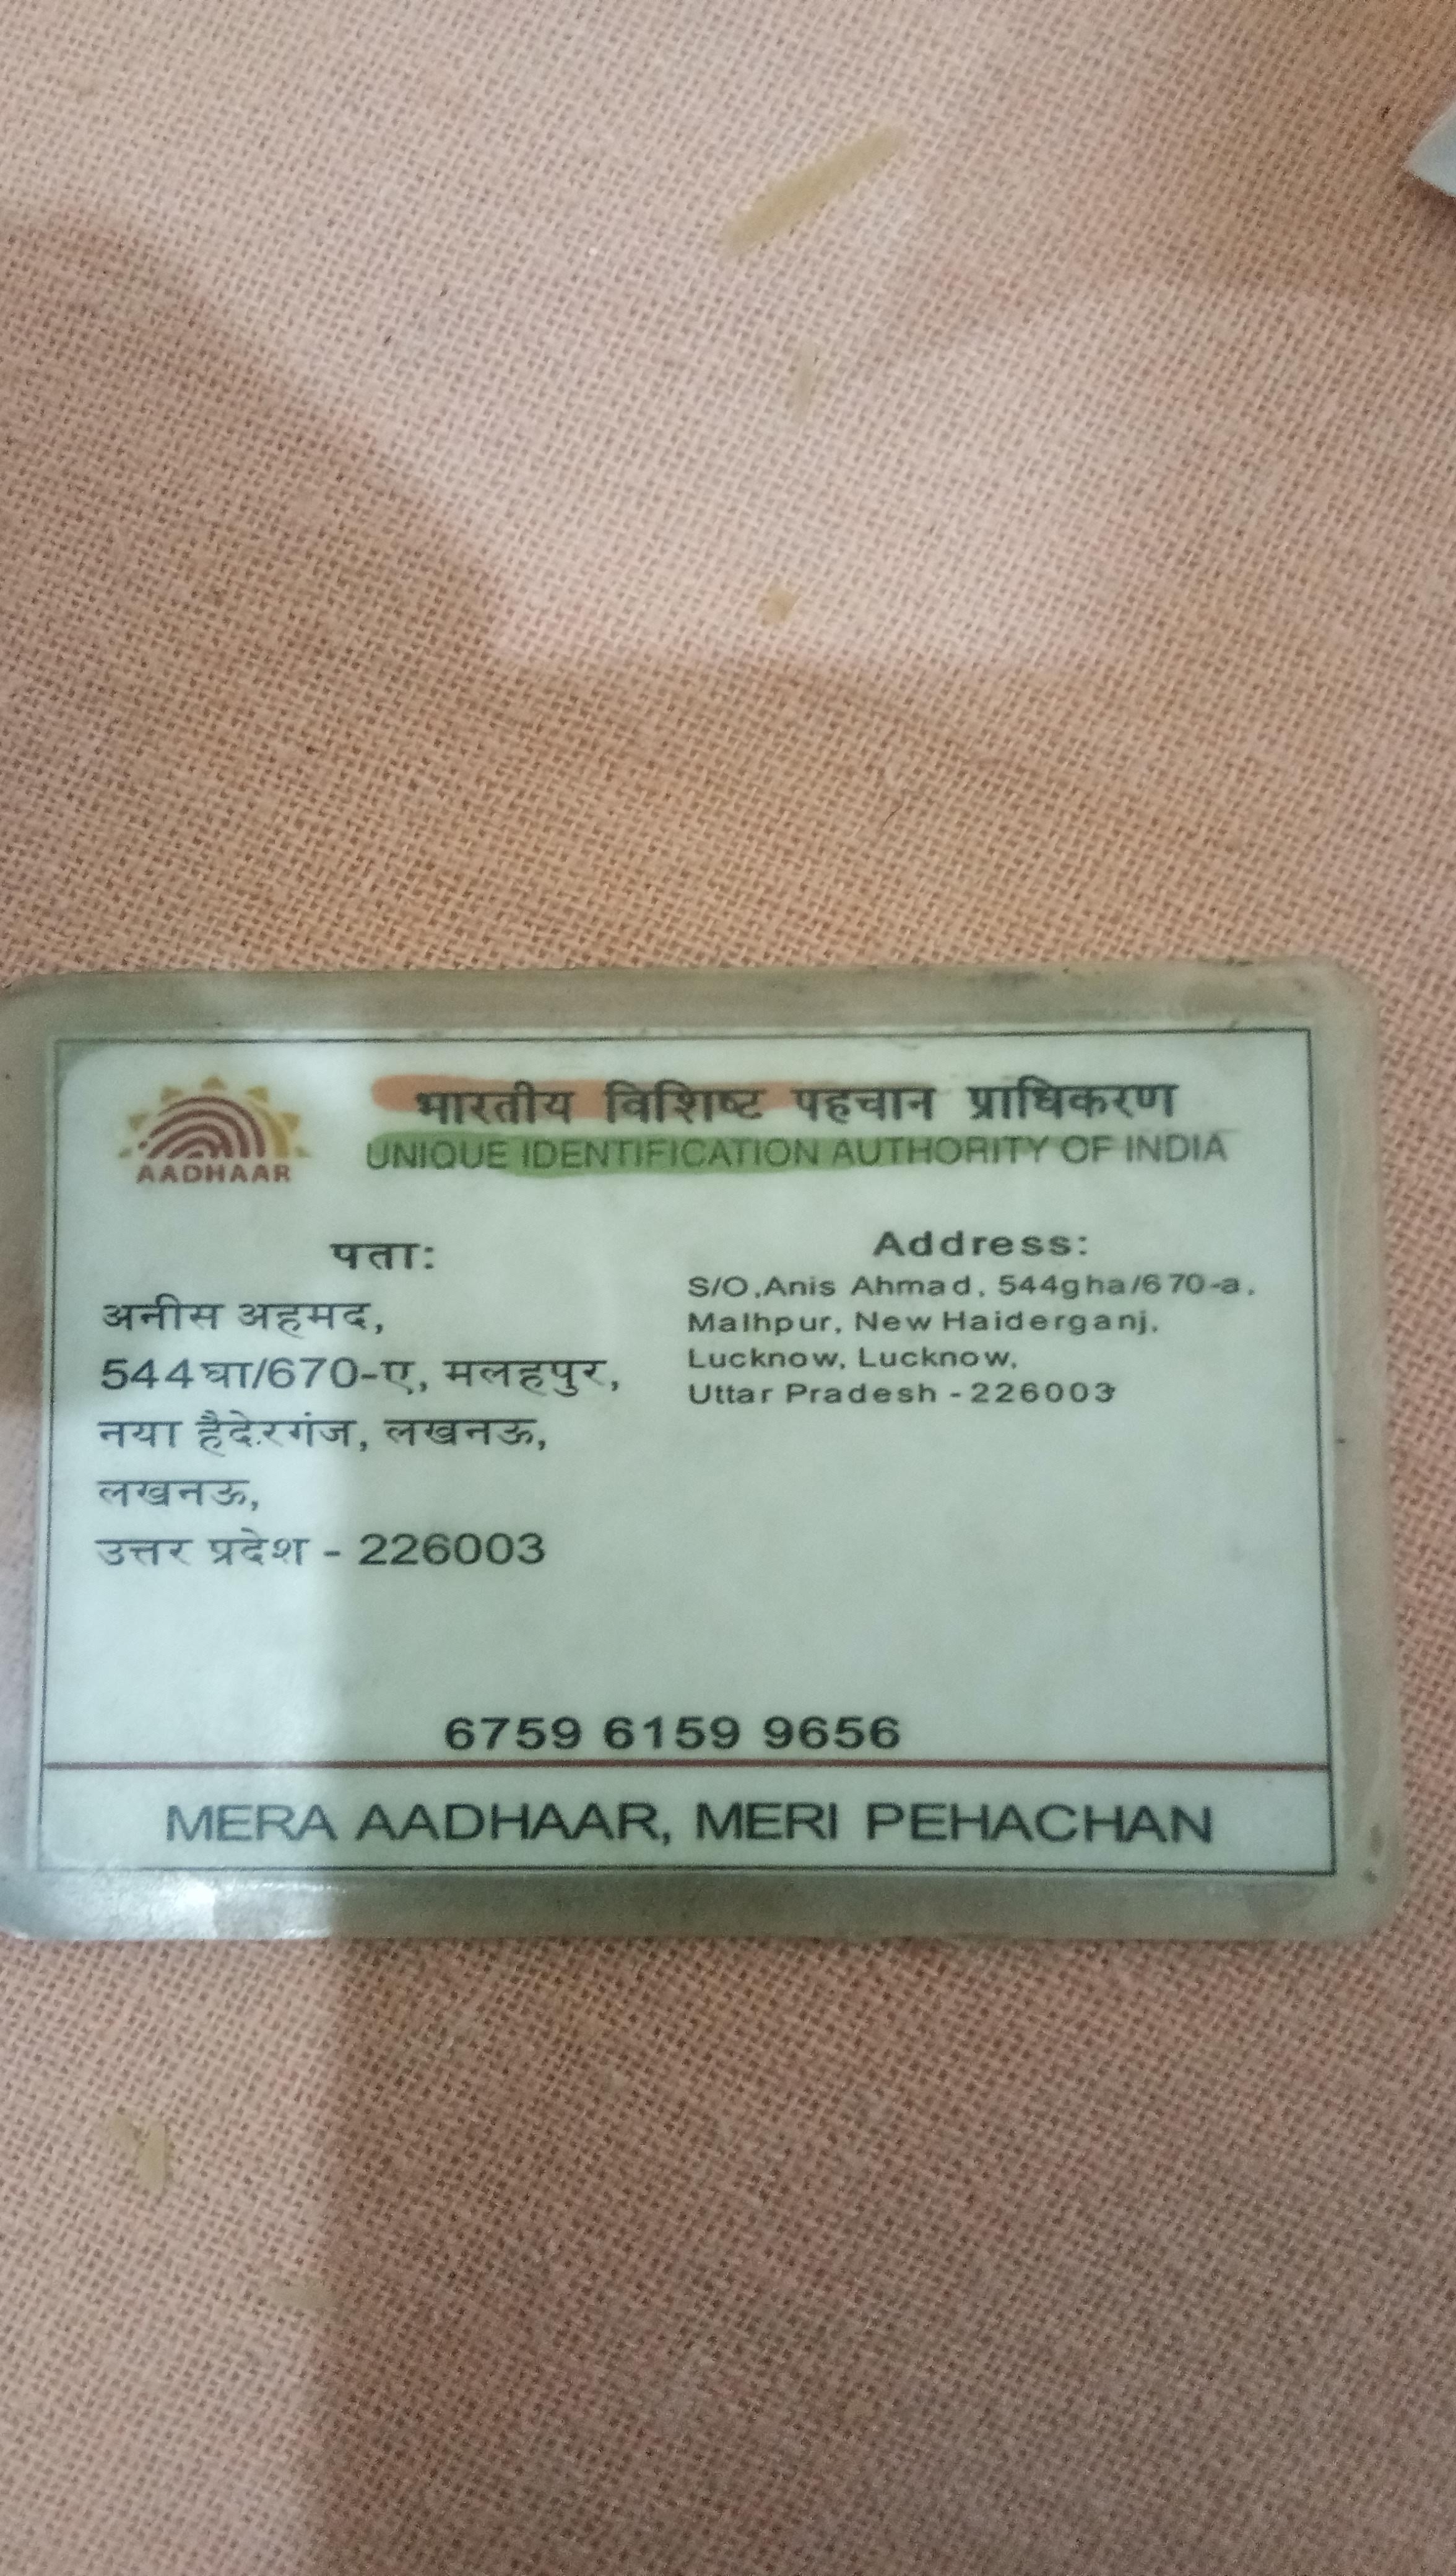 भारतीय विशिष्ट पहचान प्राधिकरण
UNIQUE IDENTIFICATION AUTHORITY OF INDIA
AADHAAR
पताः
अनीस अहमद,
544घा/670-ए, मलहपुर,
नया हैदेरगंज, लखनऊ,
लखनऊ,
उत्तर प्रदेश - 226003
Address:
S/O,Anis Ahmad, 544gha/670-a,
Malhpur, New Haiderganj,
Lucknow, Lucknow,
Uttar Pradesh - 226003
6759 6159 9656
MERA AADHAAR, MERI PEHACHAN